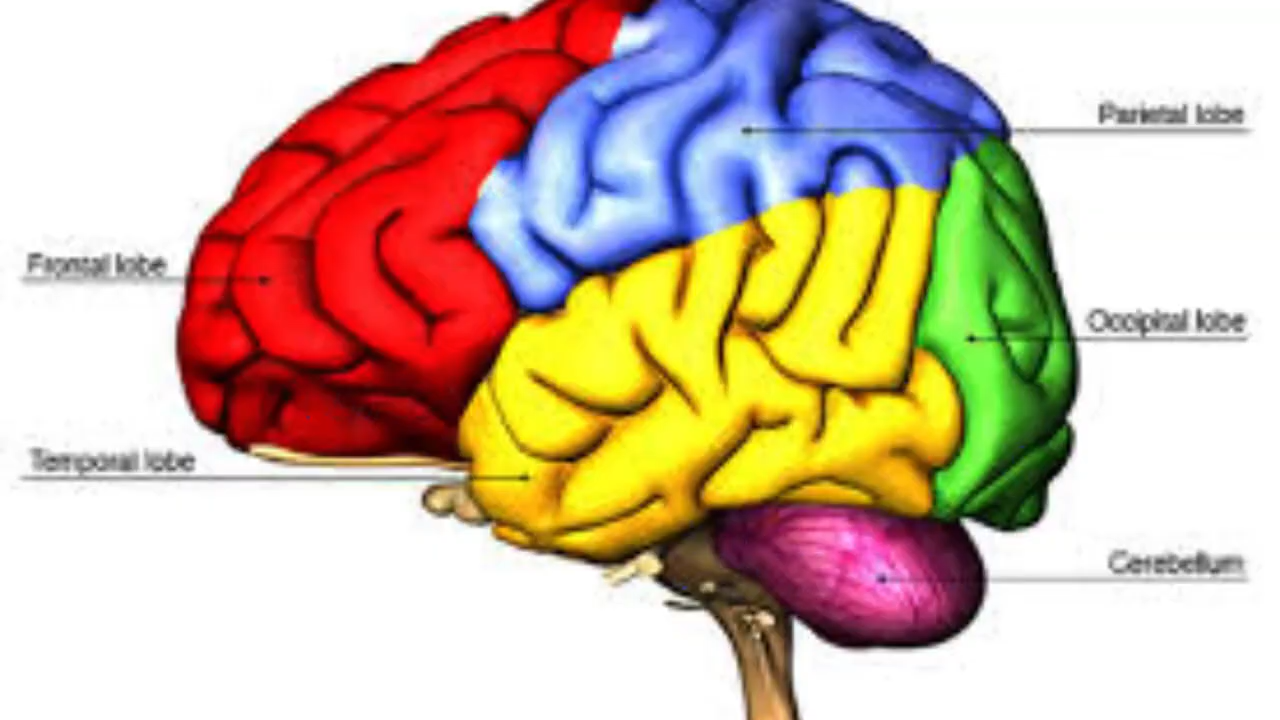 Parietal lobe
Frontal lobe
Occipital lobe
Temporal lobe
Cerebellum